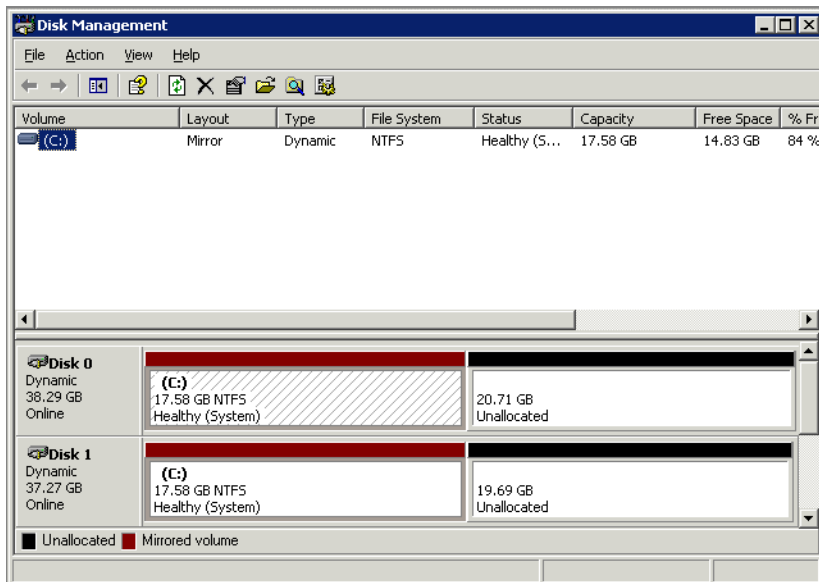 Disk Management
File Action View Help
Volume Layout Type File System Status Capacity Free Space % Fr
(C:) Mirror Dynamic NTFS Healthy (S... 17.58 GB 14.83 GB 84 %
Disk 0
Dynamic
38.29 GB
Online
(C:)
17.58 GB NTFS
Healthy (System)
20.71 GB
Unallocated
Disk 1
Dynamic
37.27 GB
Online
(C:)
17.58 GB NTFS
Healthy (System)
19.69 GB
Unallocated
Unallocated Mirrored volume